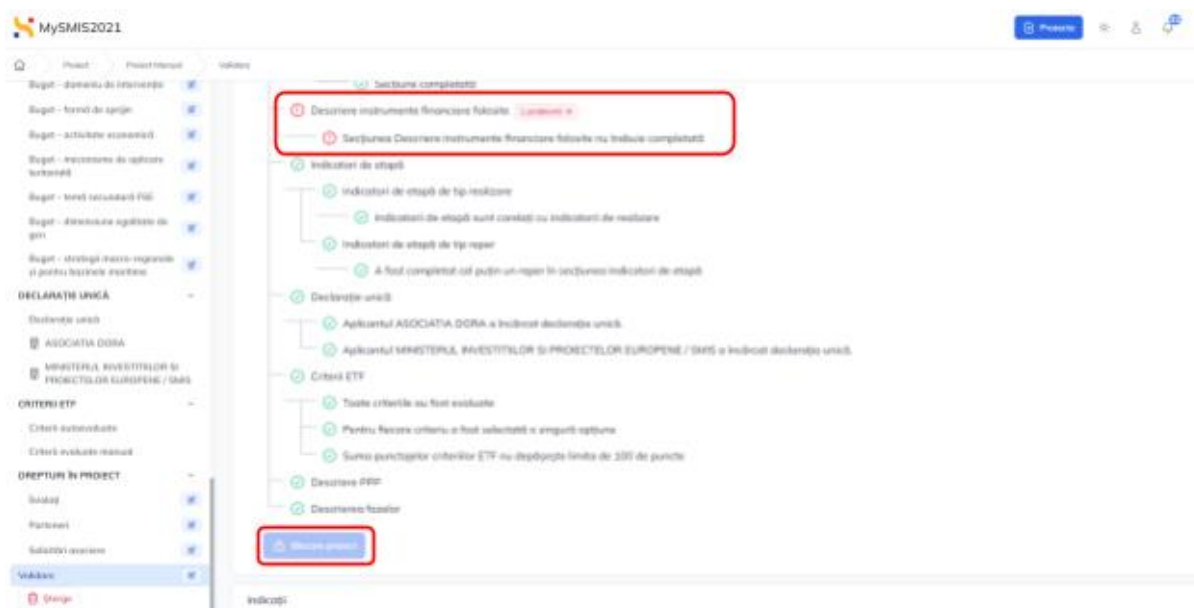 MySMIS2021
Proiecte
Proiect
Proiect Manual
Validare
Buget - domeniu de intervenție
Buget - formă de sprijin
Buget - activitate economică
Buget - mecanisme de aplicare
teritorială
Buget - temă secundară FSE
Buget - dimensiune egalitate de
gen
Buget - strategii macro-regionale
și pentru bazinele maritime
DECLARAȚIE UNICĂ
Declarație unică
ASOCIATIA DORA
MINISTERUL INVESTITIILOR SI
PROIECTELOR EUROPENE / SMIS
CRITERII ETF
Criterii autoevaluate
Criterii evaluate manual
DREPTURI ÎN PROIECT
Invitați
Parteneri
Solicitări asociere
Validare
Șterge
Secțiune completată
Descriere instrumente financiare folosite
Secțiunea Descriere instrumente financiare folosite nu trebuie completată
Indicatori de etapă
Indicatori de etapă de tip realizare
Indicatorii de etapă sunt corelați cu indicatorii de realizare
Indicatori de etapă de tip reper
A fost completat cel puțin un reper în secțiunea indicatori de etapă
Declarație unică
Aplicantul ASOCIATIA DORA a încărcat declarația unică.
Aplicantul MINISTERUL INVESTITIILOR SI PROIECTELOR EUROPENE / SMIS a încărcat declarația unică.
Criterii ETF
Toate criteriile au fost evaluate
Pentru fiecare criteriu a fost selectată o singură opțiune
Suma punctajelor criteriilor ETF nu depășește limita de 100 de puncte
Descriere PPP
Descrierea fazelor
Blocare proiect
Indicații